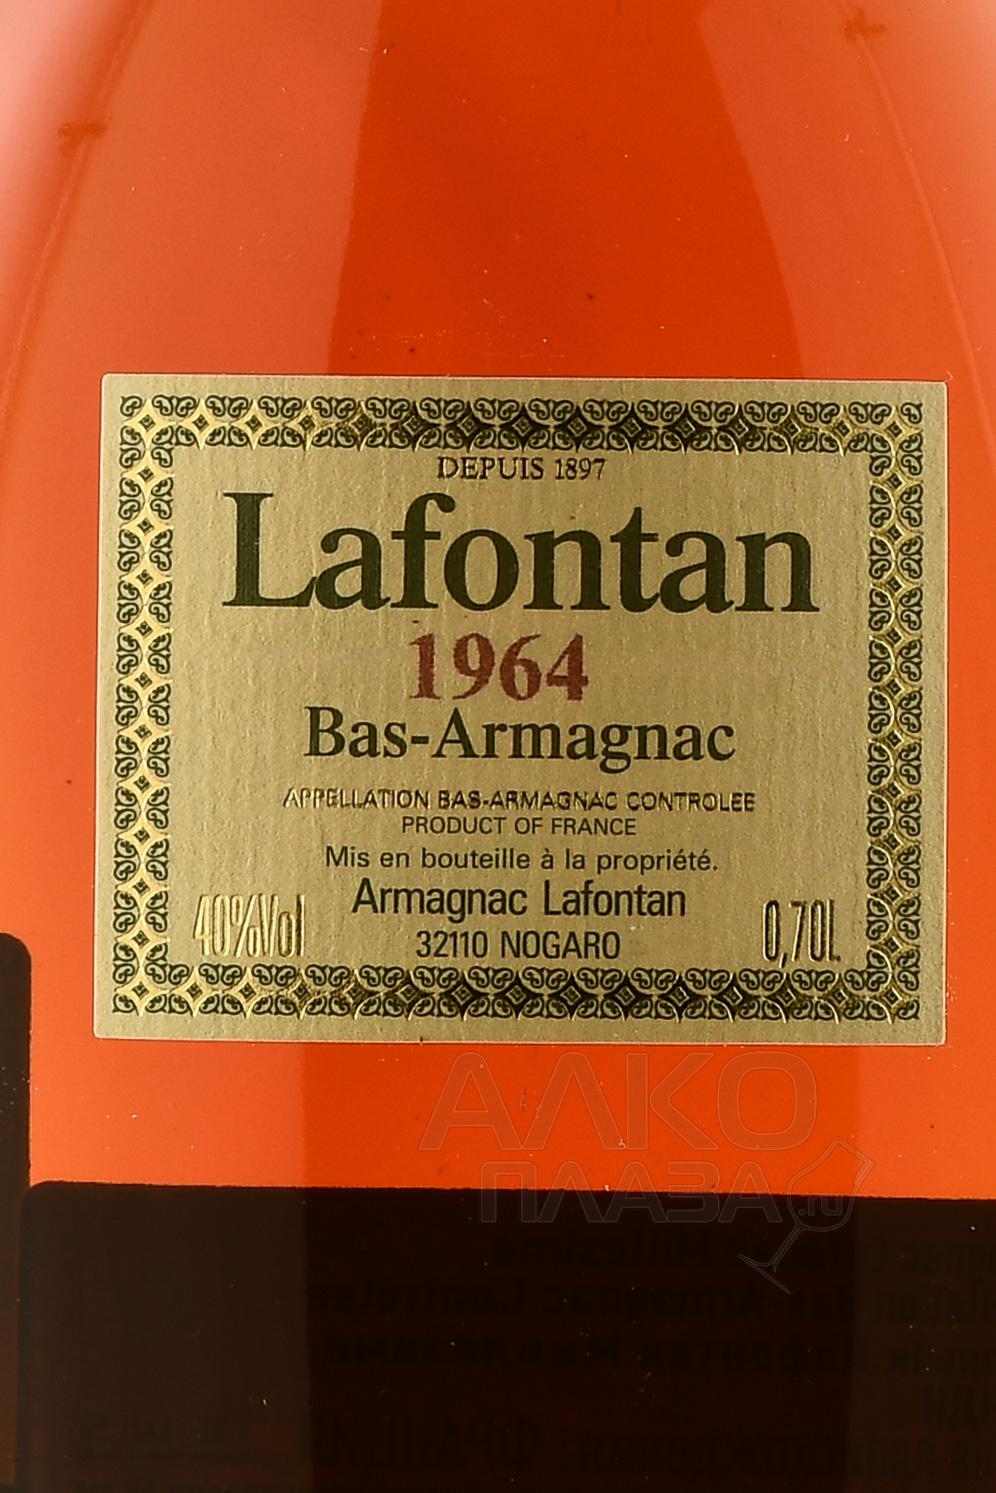 DEPUIS 1897
Lafontan
1964
Bas-Armagnac
APPELLATION BAS-ARMAGNAC CONTROLEE
PRODUCT OF FRANCE
Mis en bouteille à la propriété.
Armagnac Lafontan
40%Vol 0,70L
32110 NOGARO
АЛКО
ПЛАЗА.ru